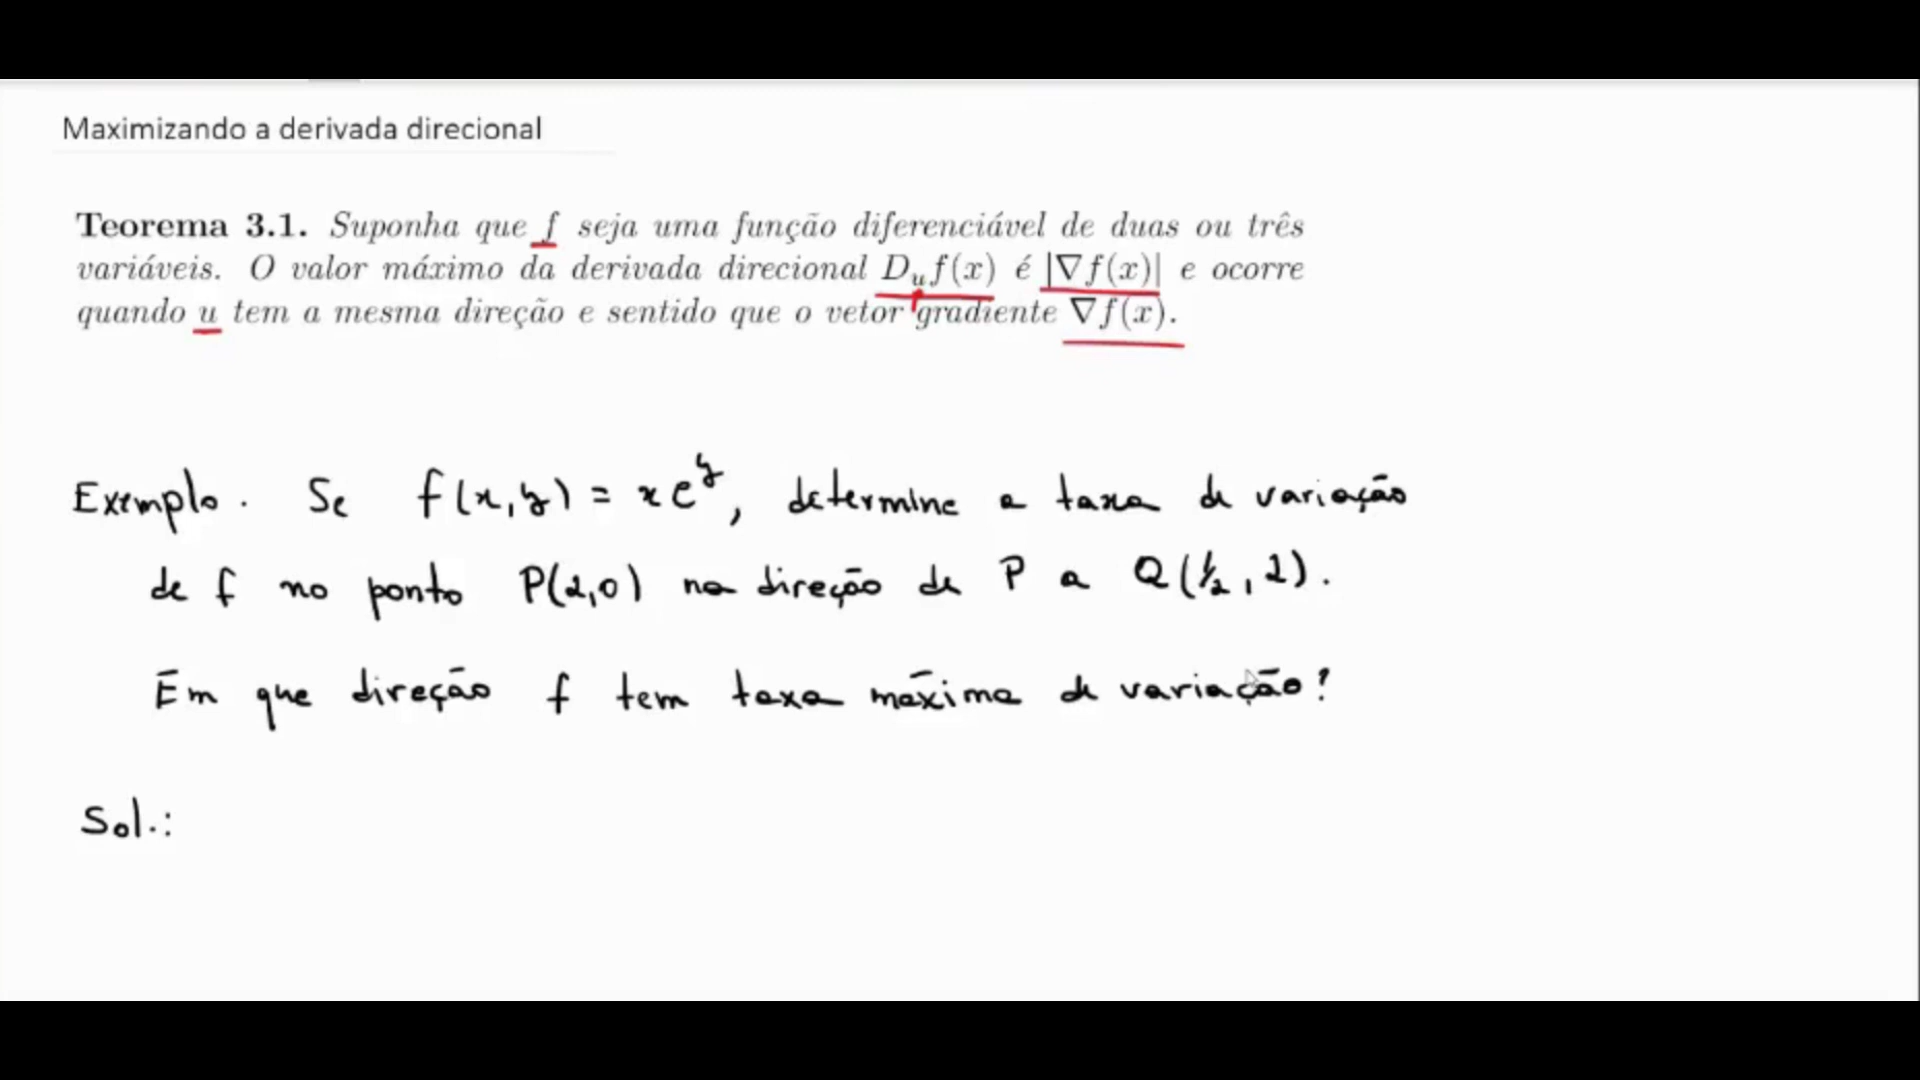 Maximizando a derivada direcional
Teorema 3.1. Suponha que f seja uma função diferenciável de duas ou três
variáveis. O valor máximo da derivada direcional D_u f(x) é |∇f(x)| e ocorre
quando u tem a mesma direção e sentido que o vetor gradiente ∇f(x).
Exemplo. Se f(x,y) = xe^y, determine a taxa de variação
de f no ponto P(2,0) na direção de P a Q(1/2, 2).
Em que direção f tem taxa máxima de variação?
Sol.: